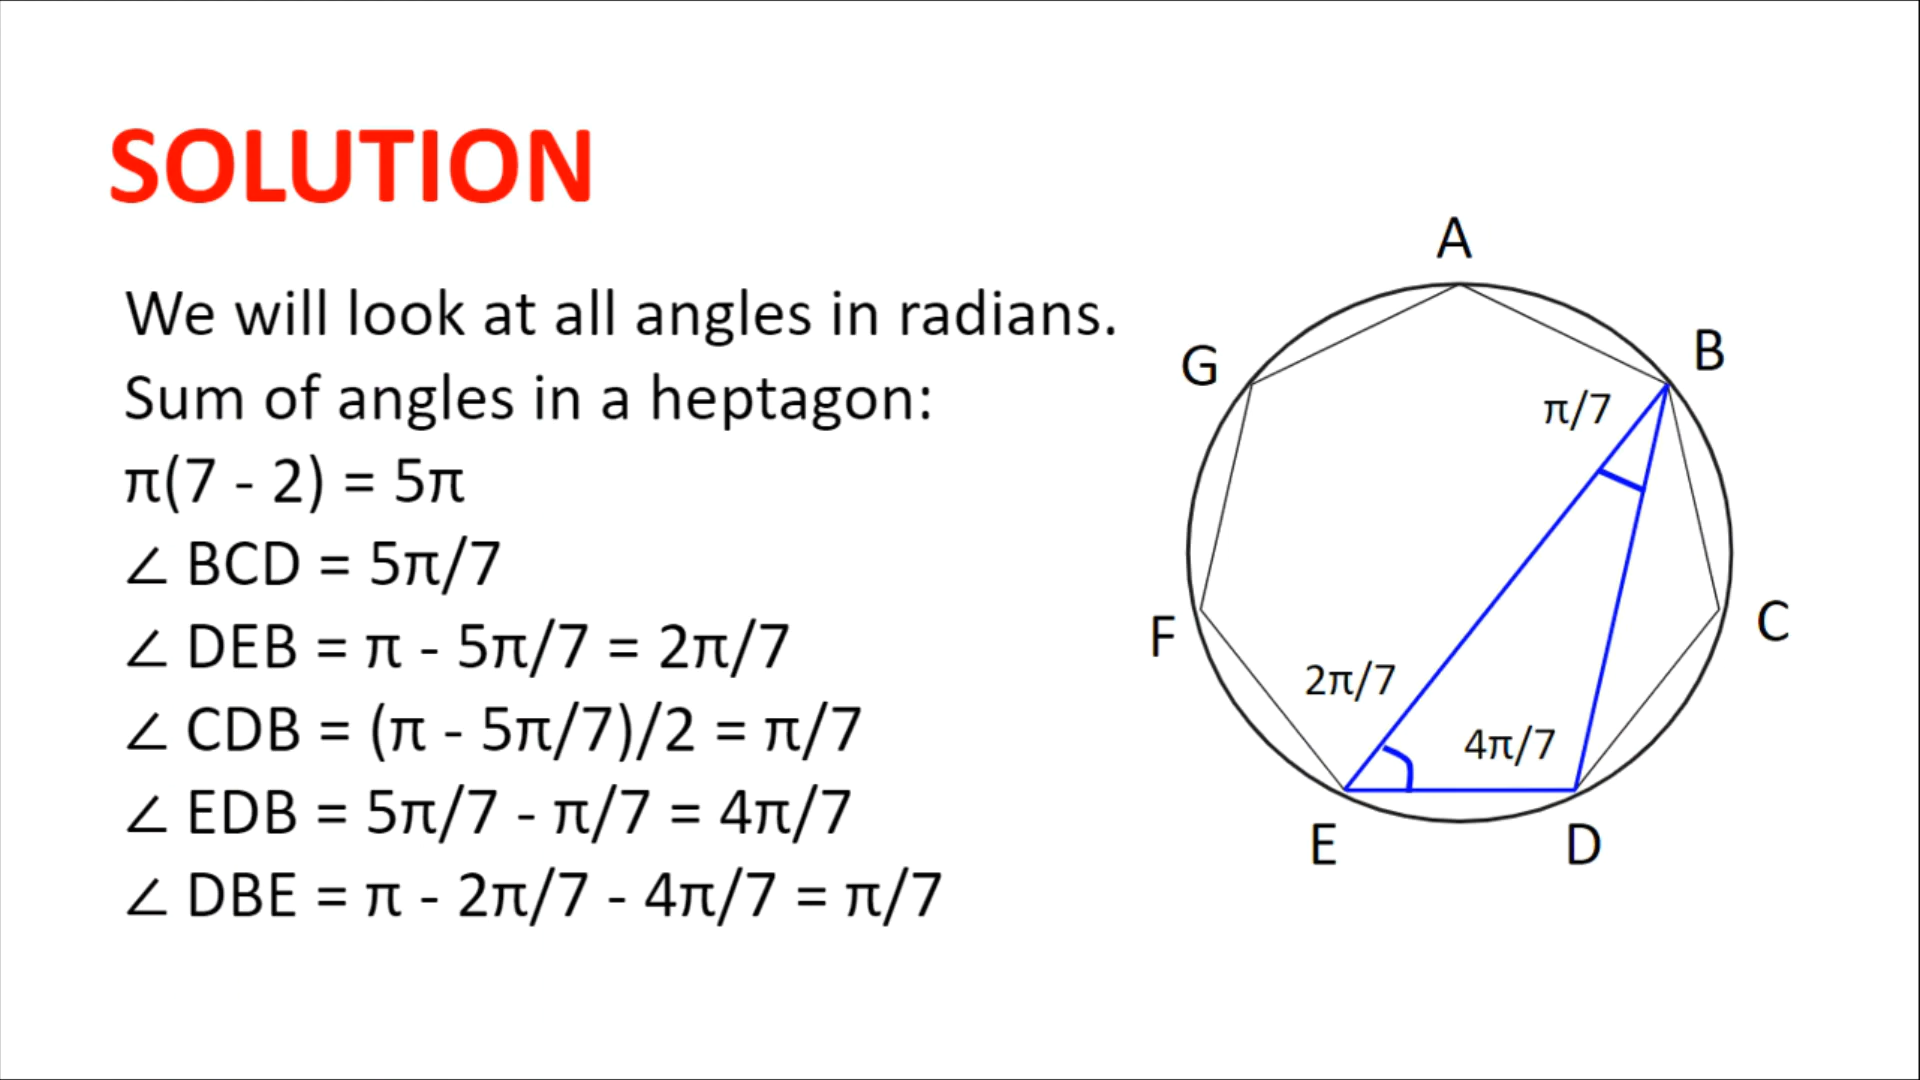 SOLUTION
We will look at all angles in radians.
Sum of angles in a heptagon:
π(7 - 2) = 5π
∠ BCD = 5π/7
∠ DEB = π - 5π/7 = 2π/7
∠ CDB = (π - 5π/7)/2 = π/7
∠ EDB = 5π/7 - π/7 = 4π/7
∠ DBE = π - 2π/7 - 4π/7 = π/7
A
B
G
π/7
C
F
2π/7
4π/7
E
D